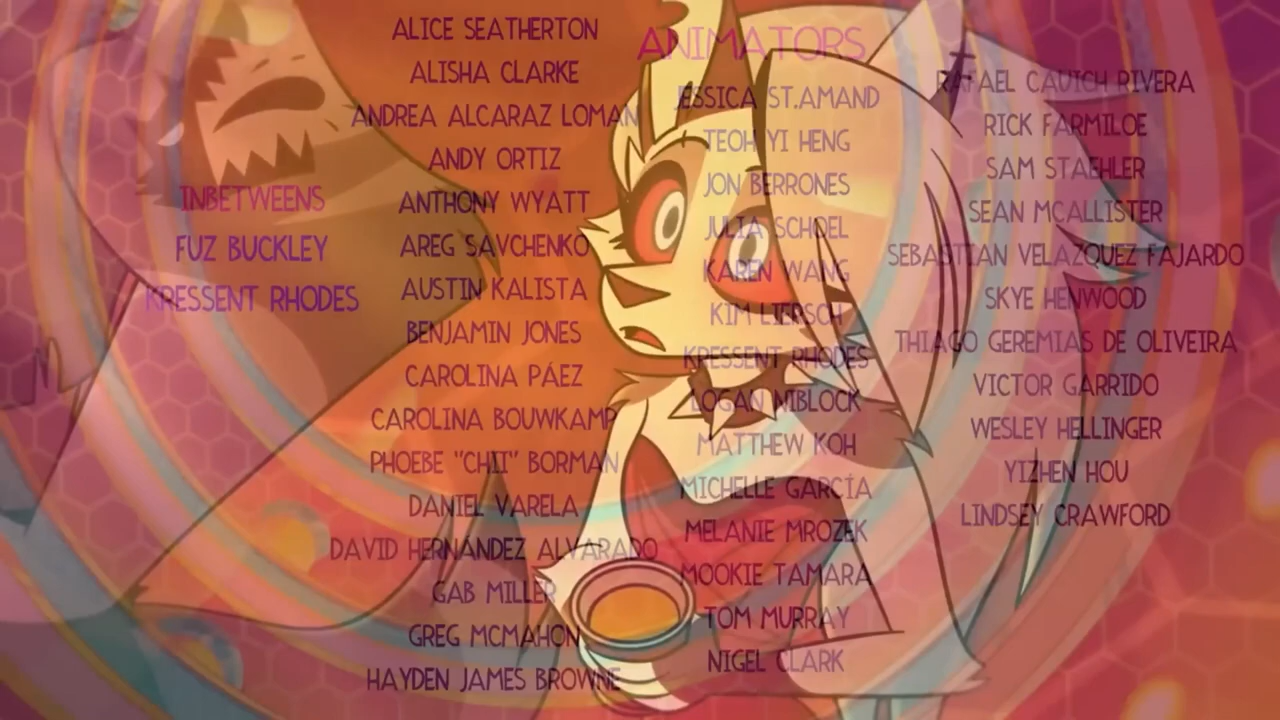 INBETWEENS
FUZ BUCKLEY
KRESSENT RHODES
ALICE SEATHERTON
ALISHA CLARKE
ANDREA ALCARAZ LOMAN
ANDY ORTIZ
ANTHONY WYATT
AREG SAVCHENKO
AUSTIN KALISTA
BENJAMIN JONES
CAROLINA PÁEZ
CAROLINA BOUWKAMP
PHOEBE "CHII" BORMAN
DANIEL VARELA
DAVID HERNÁNDEZ ALVARADO
GAB MILLER
GREG MCMAHON
HAYDEN JAMES BROWNE
ANIMATORS
JESSICA ST.AMAND
TEOH YI HENG
JON BERRONES
JULIA SCHOEL
KAREN WANG
KIM LIERSCH
KRESSENT RHODES
LOGAN NIBLOCK
MATTHEW KOH
MICHELLE GARCÍA
MELANIE MROZEK
MOOKIE TAMARA
TOM MURRAY
NIGEL CLARK
RAFAEL CAUICH RIVERA
RICK FARMILOE
SAM STAEHLER
SEAN MCALLISTER
SEBASTIAN VELAZQUEZ FAJARDO
SKYE HENWOOD
THIAGO GEREMIAS DE OLIVEIRA
VICTOR GARRIDO
WESLEY HELLINGER
YIZHEN HOU
LINDSEY CRAWFORD